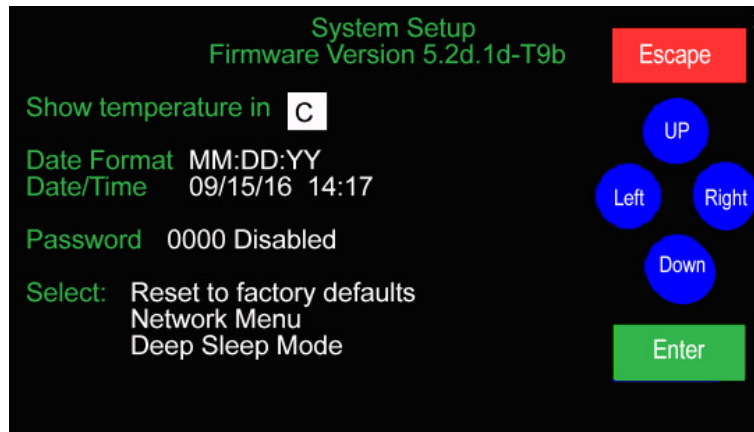 System Setup
Firmware Version 5.2d.1d-T9b
Escape
Show temperature in C
UP
Date Format MM:DD:YY
Date/Time 09/15/16 14:17
Left
Right
Password 0000 Disabled
Down
Select: Reset to factory defaults
Network Menu
Deep Sleep Mode
Enter